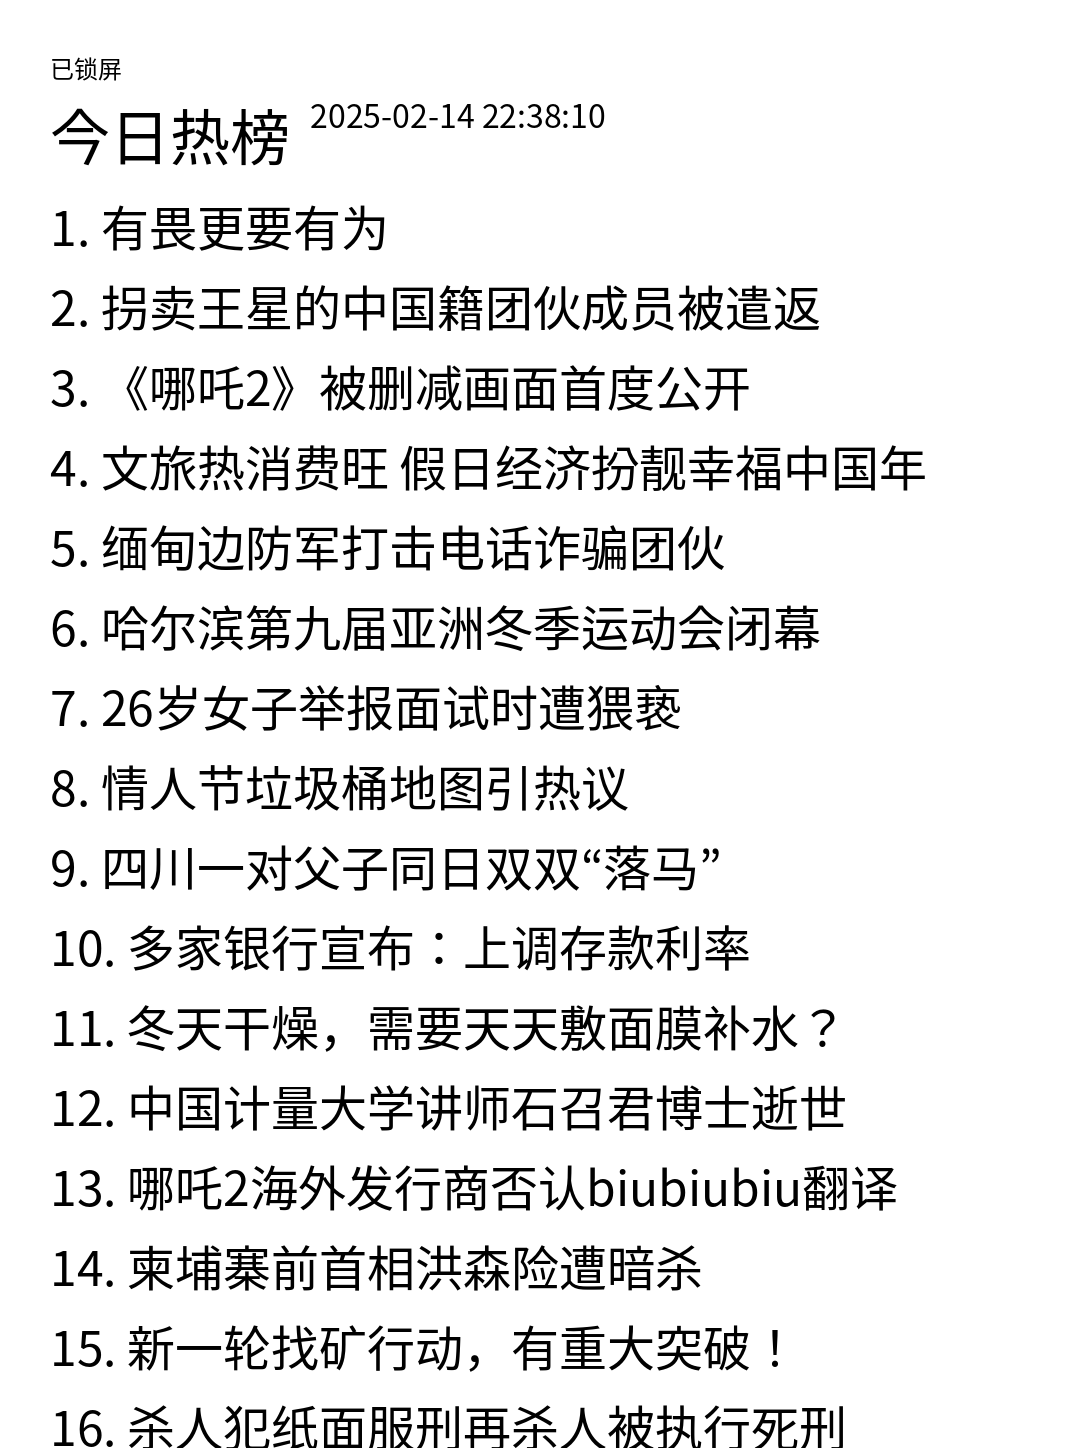 已锁屏
今日热榜 2025-02-14 22:38:10
1. 有畏更要有为
2. 拐卖王星的中国籍团伙成员被遣返
3. 《哪吒2》被删减画面首度公开
4. 文旅热消费旺 假日经济扮靓幸福中国年
5. 缅甸边防军打击电话诈骗团伙
6. 哈尔滨第九届亚洲冬季运动会闭幕
7. 26岁女子举报面试时遭猥亵
8. 情人节垃圾桶地图引热议
9. 四川一对父子同日双双“落马”
10. 多家银行宣布：上调存款利率
11. 冬天干燥，需要天天敷面膜补水？
12. 中国计量大学讲师石召君博士逝世
13. 哪吒2海外发行商否认biubiubiu翻译
14. 柬埔寨前首相洪森险遭暗杀
15. 新一轮找矿行动，有重大突破！
16. 杀人犯纸面服刑再杀人被执行死刑